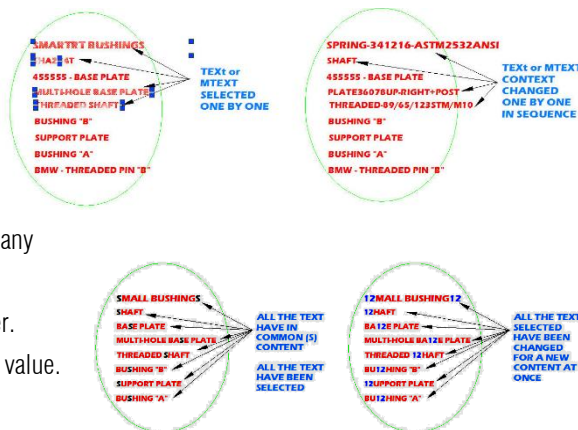 SMARTRT BUSHINGS
455555 - BASE PLATE
MULTI-HOLE BASE PLATE
THREADED SHAFT
BUSHING "B"
SUPPORT PLATE
BUSHING "A"
BMW - THREADED PIN "B"
TEXt or
MTEXT
SELECTED
ONE BY ONE
SPRING-341216-ASTM2532ANSI
SHAFT
455555 - BASE PLATE
PLATE36078UP-RIGHT+POST
THREADED-89/65/123STM/M10
BUSHING "B"
SUPPORT PLATE
BUSHING "A"
BMW - THREADED PIN "B"
TEXt or MTEXT
CONTEXT
CHANGED
ONE BY ONE
IN SEQUENCE
any
er.
value.
SMALL BUSHINGS
SHAFT
BASE PLATE
MULTI-HOLE BASE PLATE
THREADED SHAFT
BUSHING "B"
SUPPORT PLATE
BUSHING "A"
ALL THE TEXT
HAVE IN
COMMON (S)
CONTENT
ALL THE TEXT
HAVE BEEN
SELECTED
12MALL BUSHING12
12HAFT
BA12E PLATE
MULTI-HOLE BA12E PLATE
THREADED 12HAFT
BU12HING "B"
12UPPORT PLATE
BU12HING "A"
ALL THE TEXT
SELECTED
HAVE BEEN
CHANGED
FOR A NEW
CONTENT AT
ONCE